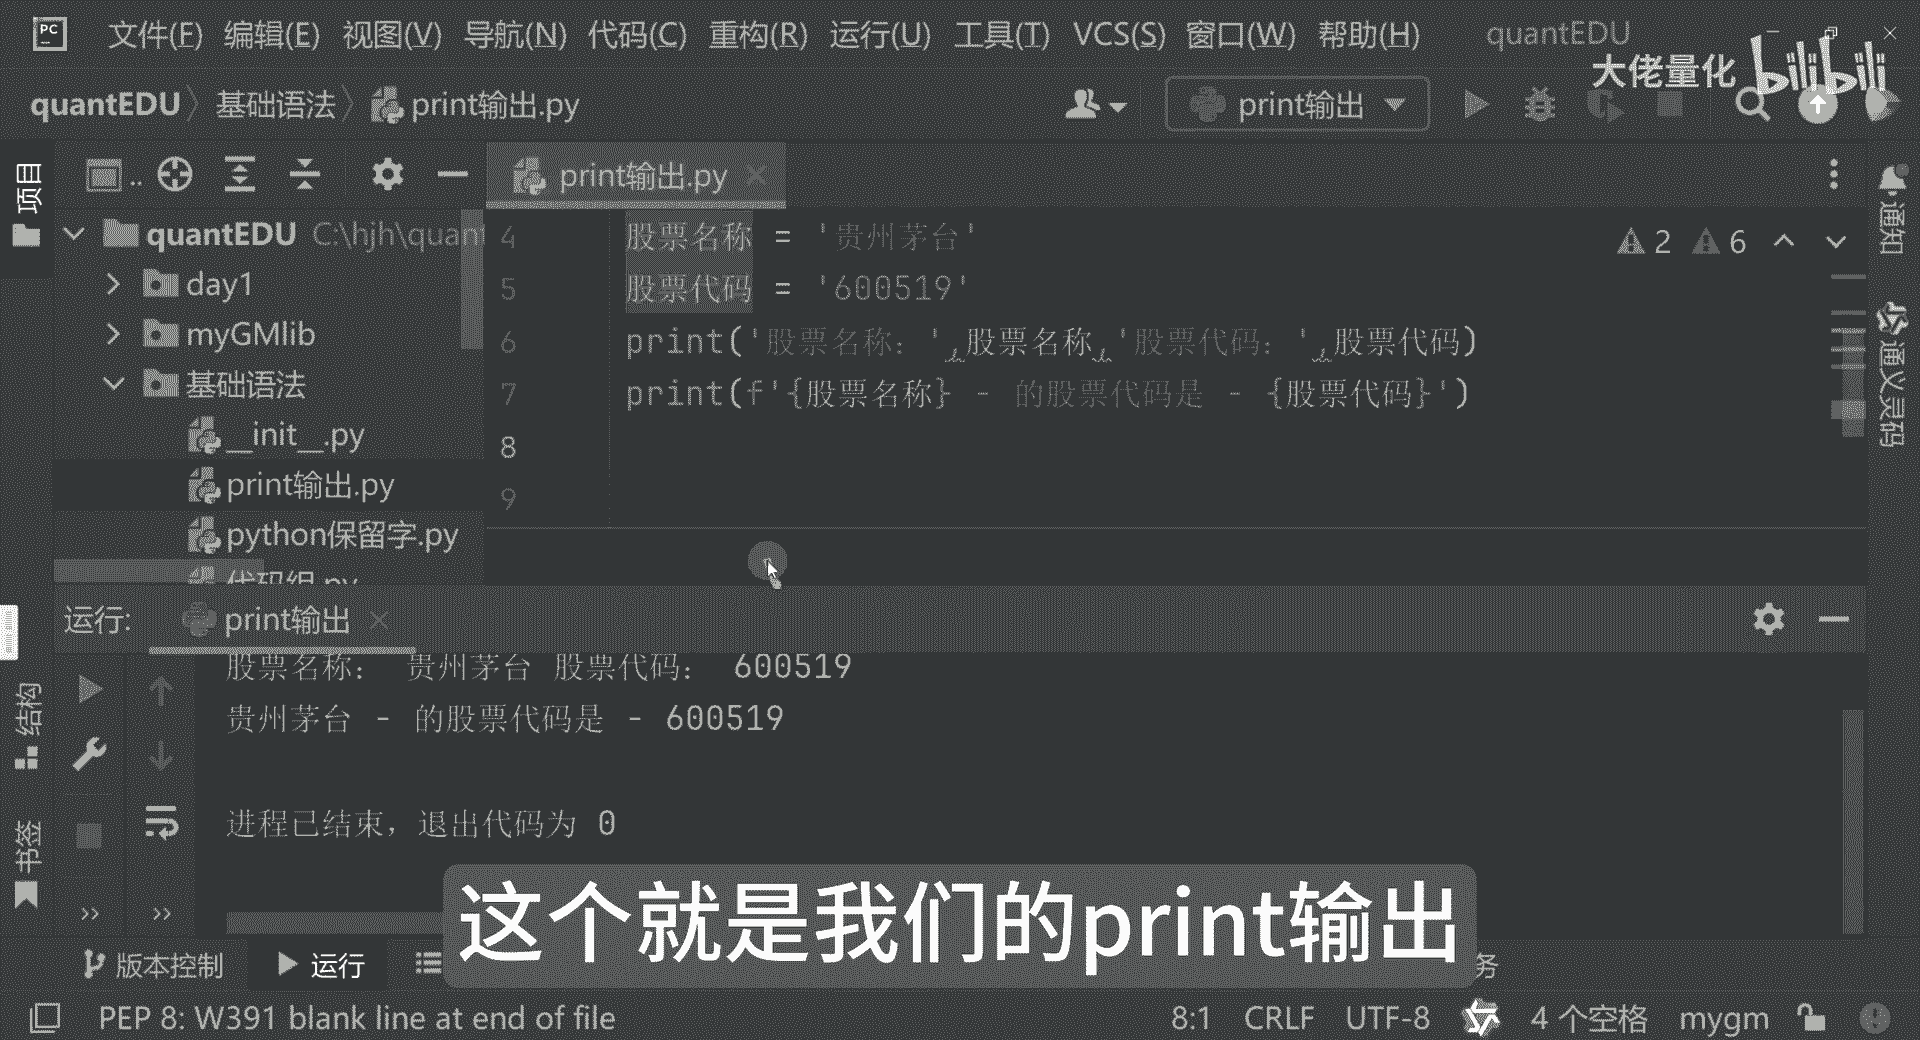 PC 文件(F) 编辑(E) 视图(V) 导航(N) 代码(C) 重构(R) 运行(U) 工具(T) VCS(S) 窗口(W) 帮助(H) quantEDU
大佬量化 bilibili
quantEDU 基础语法 print输出.py print输出
项目
print输出.py
通知
quantEDU C:\hjh\quant
day1
myGMlib
基础语法
__init__.py
print输出.py
python保留字.py
代码组.py
4 股票名称 = '贵州茅台'
5 股票代码 = '600519'
6 print('股票名称：',股票名称,'股票代码：',股票代码)
7 print(f'{股票名称} - 的股票代码是 - {股票代码}')
8
9
2 6
通义灵码
运行: print输出
股票名称： 贵州茅台 股票代码： 600519
贵州茅台 - 的股票代码是 - 600519
进程已结束，退出代码为 0
结构
书签
这个就是我们的print输出
版本控制 运行 务
PEP 8: W391 blank line at end of file 8:1 CRLF UTF-8 4 个空格 mygm